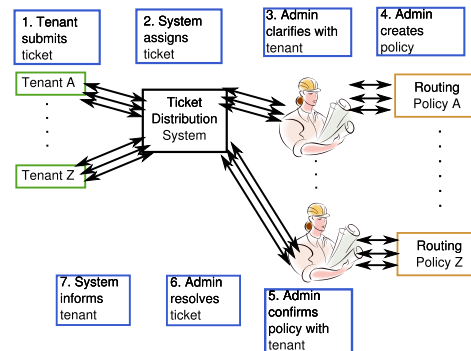 1. Tenant
submits
ticket
2. System
assigns
ticket
3. Admin
clarifies with
tenant
4. Admin
creates
policy
Tenant A
Ticket
Distribution
System
Routing
Policy A
Tenant Z
Routing
Policy Z
7. System
informs
tenant
6. Admin
resolves
ticket
5. Admin
confirms
policy with
tenant